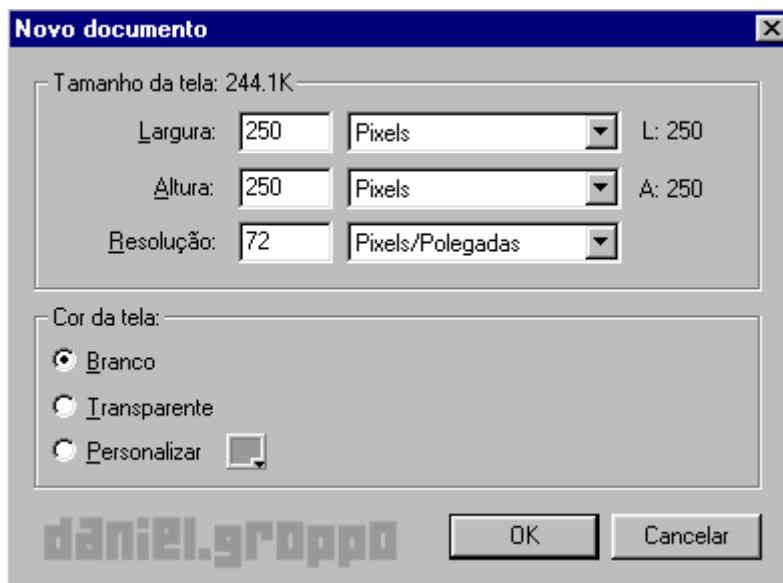 Novo documento
Tamanho da tela: 244.1K
Largura: 250 Pixels L: 250
Altura: 250 Pixels A: 250
Resolução: 72 Pixels/Polegadas
Cor da tela:
Branco
Transparente
Personalizar
daniel.groppo OK Cancelar